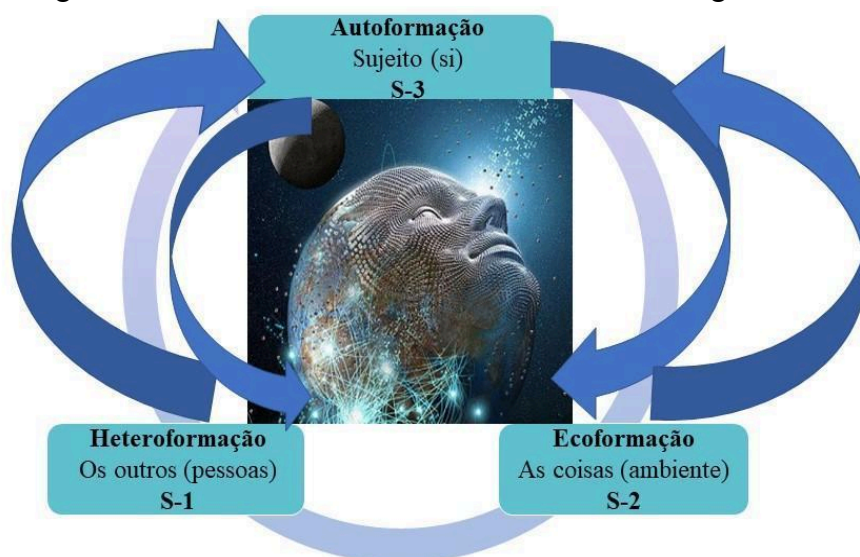 Autoformação
Sujeito (si)
S-3
Heteroformação
Os outros (pessoas)
S-1
Ecoformação
As coisas (ambiente)
S-2